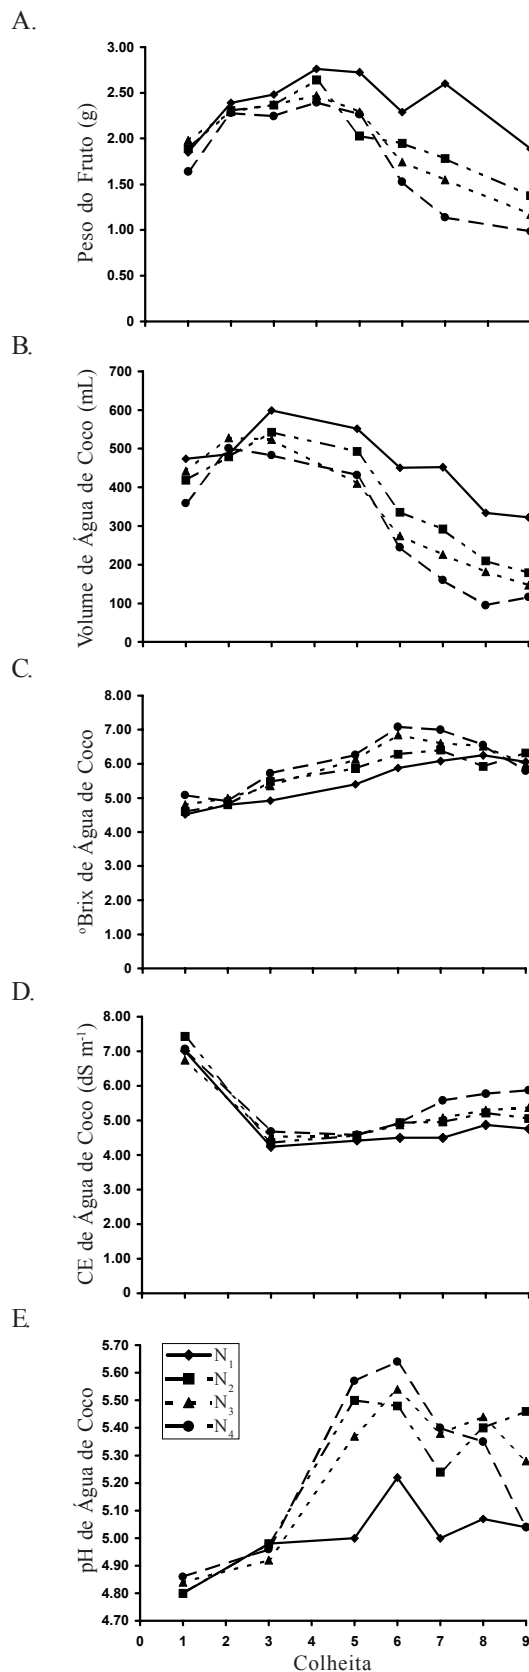 A.
Peso do Fruto (g)
3.00
2.50
2.00
1.50
1.00
0.50
0
B.
Volume de Água de Coco (mL)
700
600
500
400
300
200
100
0
C.
ºBrix de Água de Coco
8.00
7.00
6.00
5.00
4.00
3.00
2.00
1.00
0
D.
CE de Água de Coco (dS m⁻¹)
8.00
7.00
6.00
5.00
4.00
3.00
2.00
1.00
0
E.
pH de Água de Coco
5.70
5.60
5.50
5.40
5.30
5.20
5.10
5.00
4.90
4.80
4.70
N₁
N₂
N₃
N₄
0 1 2 3 4 5 6 7 8 9
Colheita